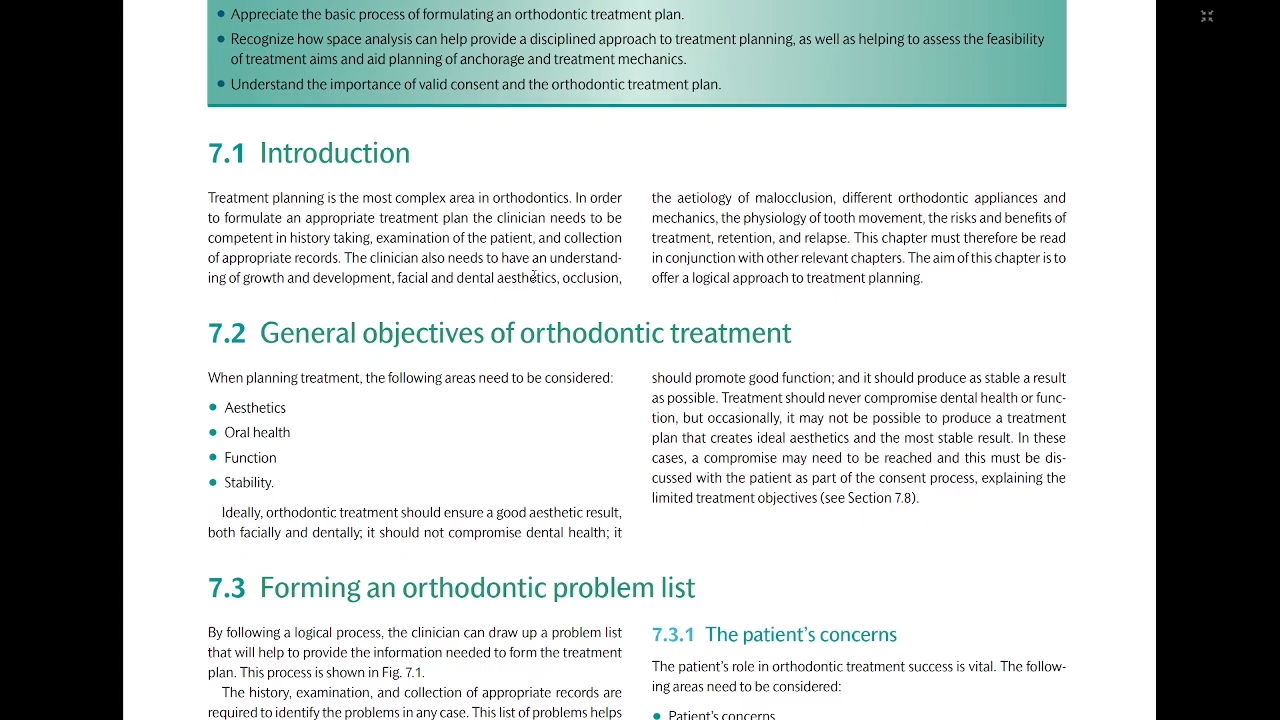 Appreciate the basic process of formulating an orthodontic treatment plan.
Recognize how space analysis can help provide a disciplined approach to treatment planning, as well as helping to assess the feasibility
of treatment aims and aid planning of anchorage and treatment mechanics.
Understand the importance of valid consent and the orthodontic treatment plan.
7.1 Introduction
Treatment planning is the most complex area in orthodontics. In order
to formulate an appropriate treatment plan the clinician needs to be
competent in history taking, examination of the patient, and collection
of appropriate records. The clinician also needs to have an understand-
ing of growth and development, facial and dental aesthetics, occlusion,
the aetiology of malocclusion, different orthodontic appliances and
mechanics, the physiology of tooth movement, the risks and benefits of
treatment, retention, and relapse. This chapter must therefore be read
in conjunction with other relevant chapters. The aim of this chapter is to
offer a logical approach to treatment planning.
7.2 General objectives of orthodontic treatment
When planning treatment, the following areas need to be considered:
Aesthetics
Oral health
Function
Stability.
Ideally, orthodontic treatment should ensure a good aesthetic result,
both facially and dentally; it should not compromise dental health; it
should promote good function; and it should produce as stable a result
as possible. Treatment should never compromise dental health or func-
tion, but occasionally, it may not be possible to produce a treatment
plan that creates ideal aesthetics and the most stable result. In these
cases, a compromise may need to be reached and this must be dis-
cussed with the patient as part of the consent process, explaining the
limited treatment objectives (see Section 7.8).
7.3 Forming an orthodontic problem list
By following a logical process, the clinician can draw up a problem list
that will help to provide the information needed to form the treatment
plan. This process is shown in Fig. 7.1.
The history, examination, and collection of appropriate records are
required to identify the problems in any case. This list of problems helps
7.3.1 The patient's concerns
The patient's role in orthodontic treatment success is vital. The follow-
ing areas need to be considered:
Patient's concerns